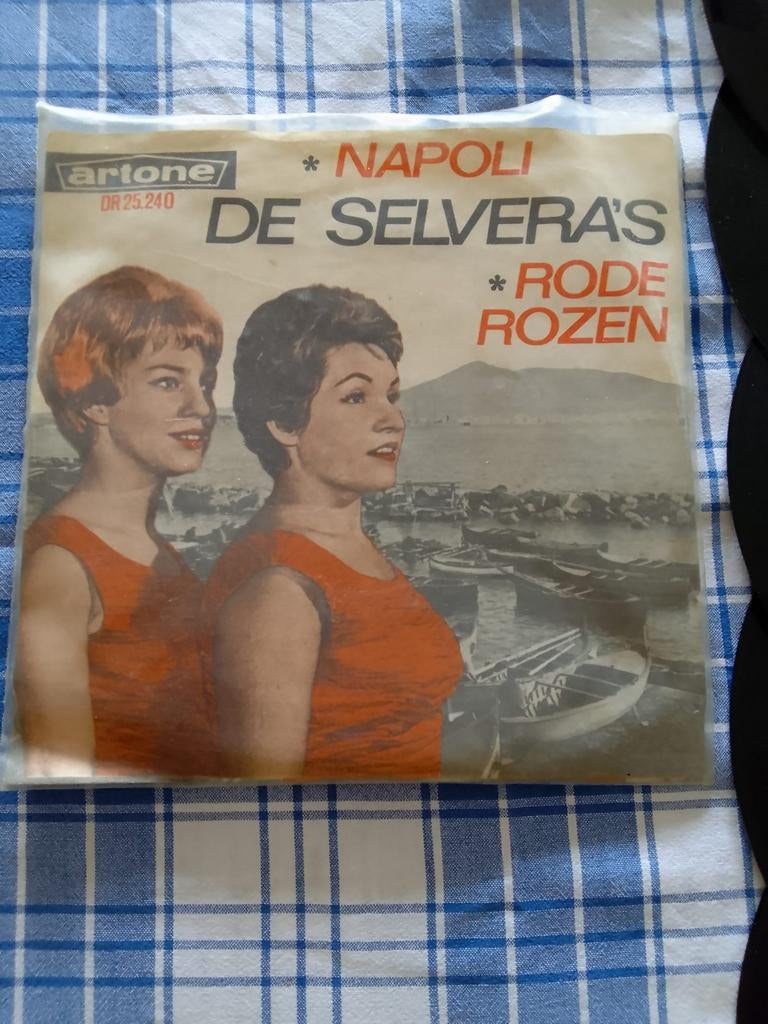 artone
DR 25.240
* NAPOLI
DE SELVERA'S
* RODE
ROZEN